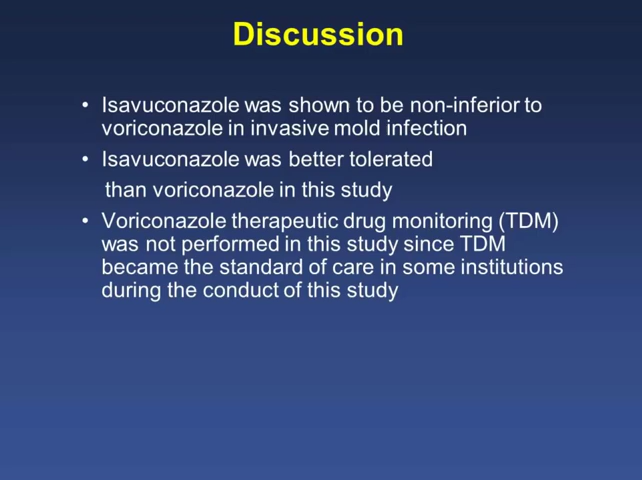 Discussion
• Isavuconazole was shown to be non-inferior to
voriconazole in invasive mold infection
• Isavuconazole was better tolerated
than voriconazole in this study
• Voriconazole therapeutic drug monitoring (TDM)
was not performed in this study since TDM
became the standard of care in some institutions
during the conduct of this study